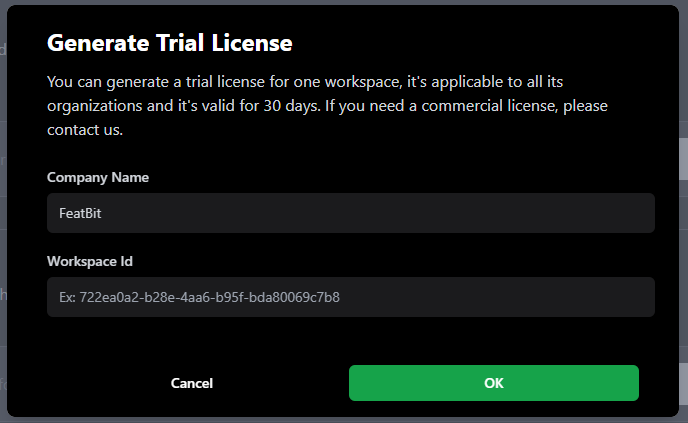 Generate Trial License
You can generate a trial license for one workspace, it's applicable to all its
organizations and it's valid for 30 days. If you need a commercial license, please
contact us.
Company Name
FeatBit
Workspace Id
Ex: 722ea0a2-b28e-4aa6-b95f-bda80069c7b8
Cancel
OK